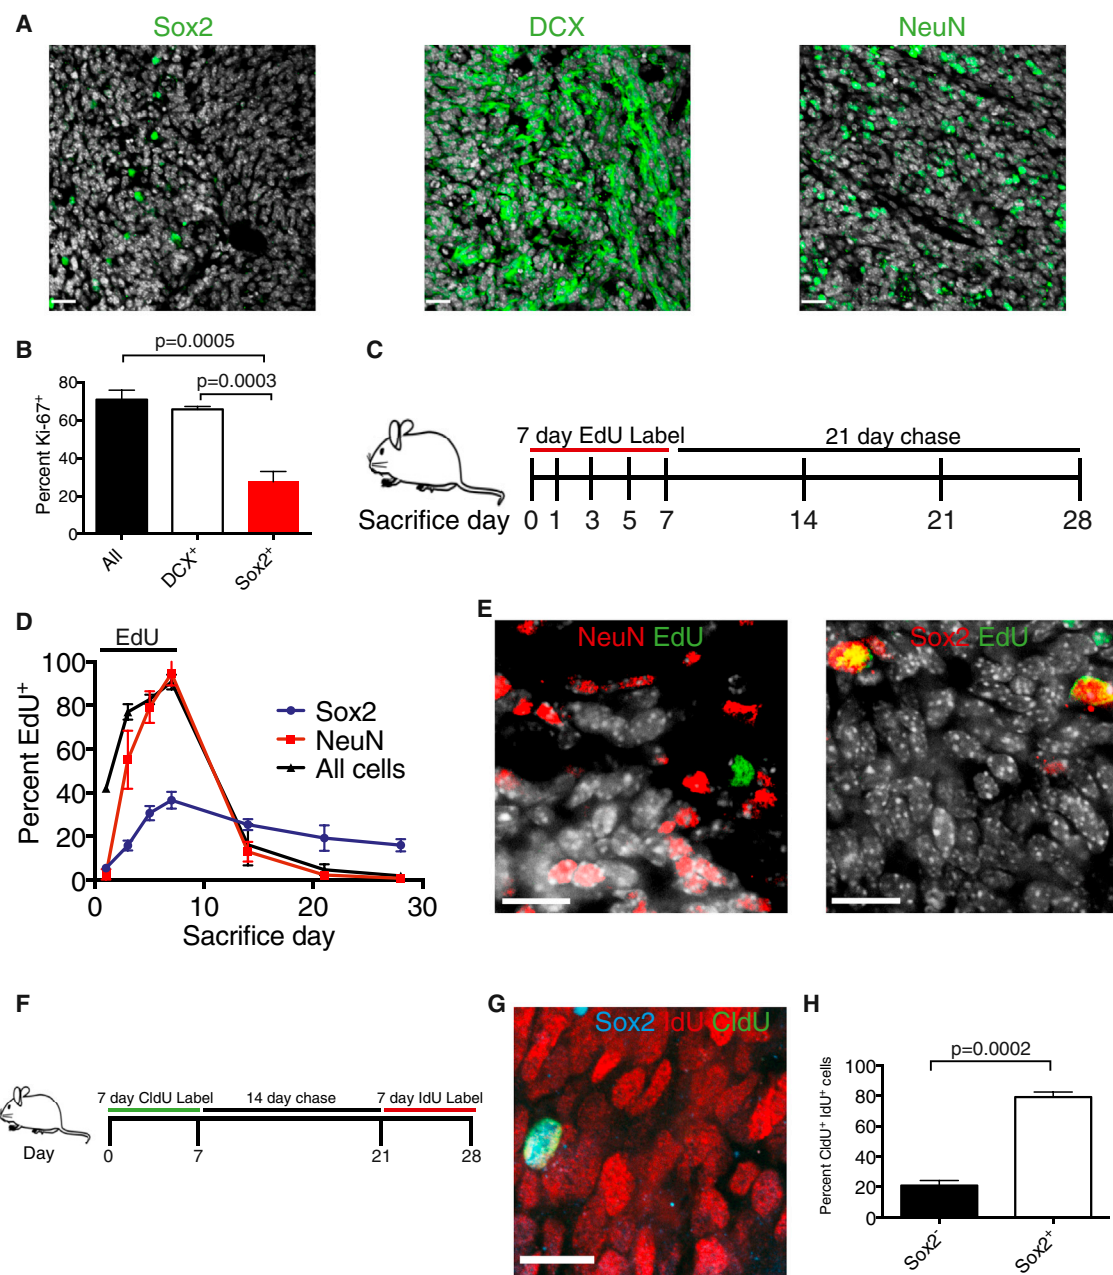 A
Sox2
DCX
NeuN
B
p=0.0005
p=0.0003
Percent Ki-67+
80
60
40
20
0
All
DCX+
Sox2+
C
7 day EdU Label
21 day chase
Sacrifice day
0 1 3 5 7 14 21 28
D
EdU
Percent EdU+
100
80
60
40
20
0
Sox2
NeuN
All cells
0 10 20 30
Sacrifice day
E
NeuN EdU
Sox2 EdU
F
7 day CldU Label
14 day chase
7 day IdU Label
Day
0 7 21 28
G
Sox2 IdU CldU
H
p=0.0002
Percent CldU+ IdU+ cells
100
80
60
40
20
0
Sox2-
Sox2+